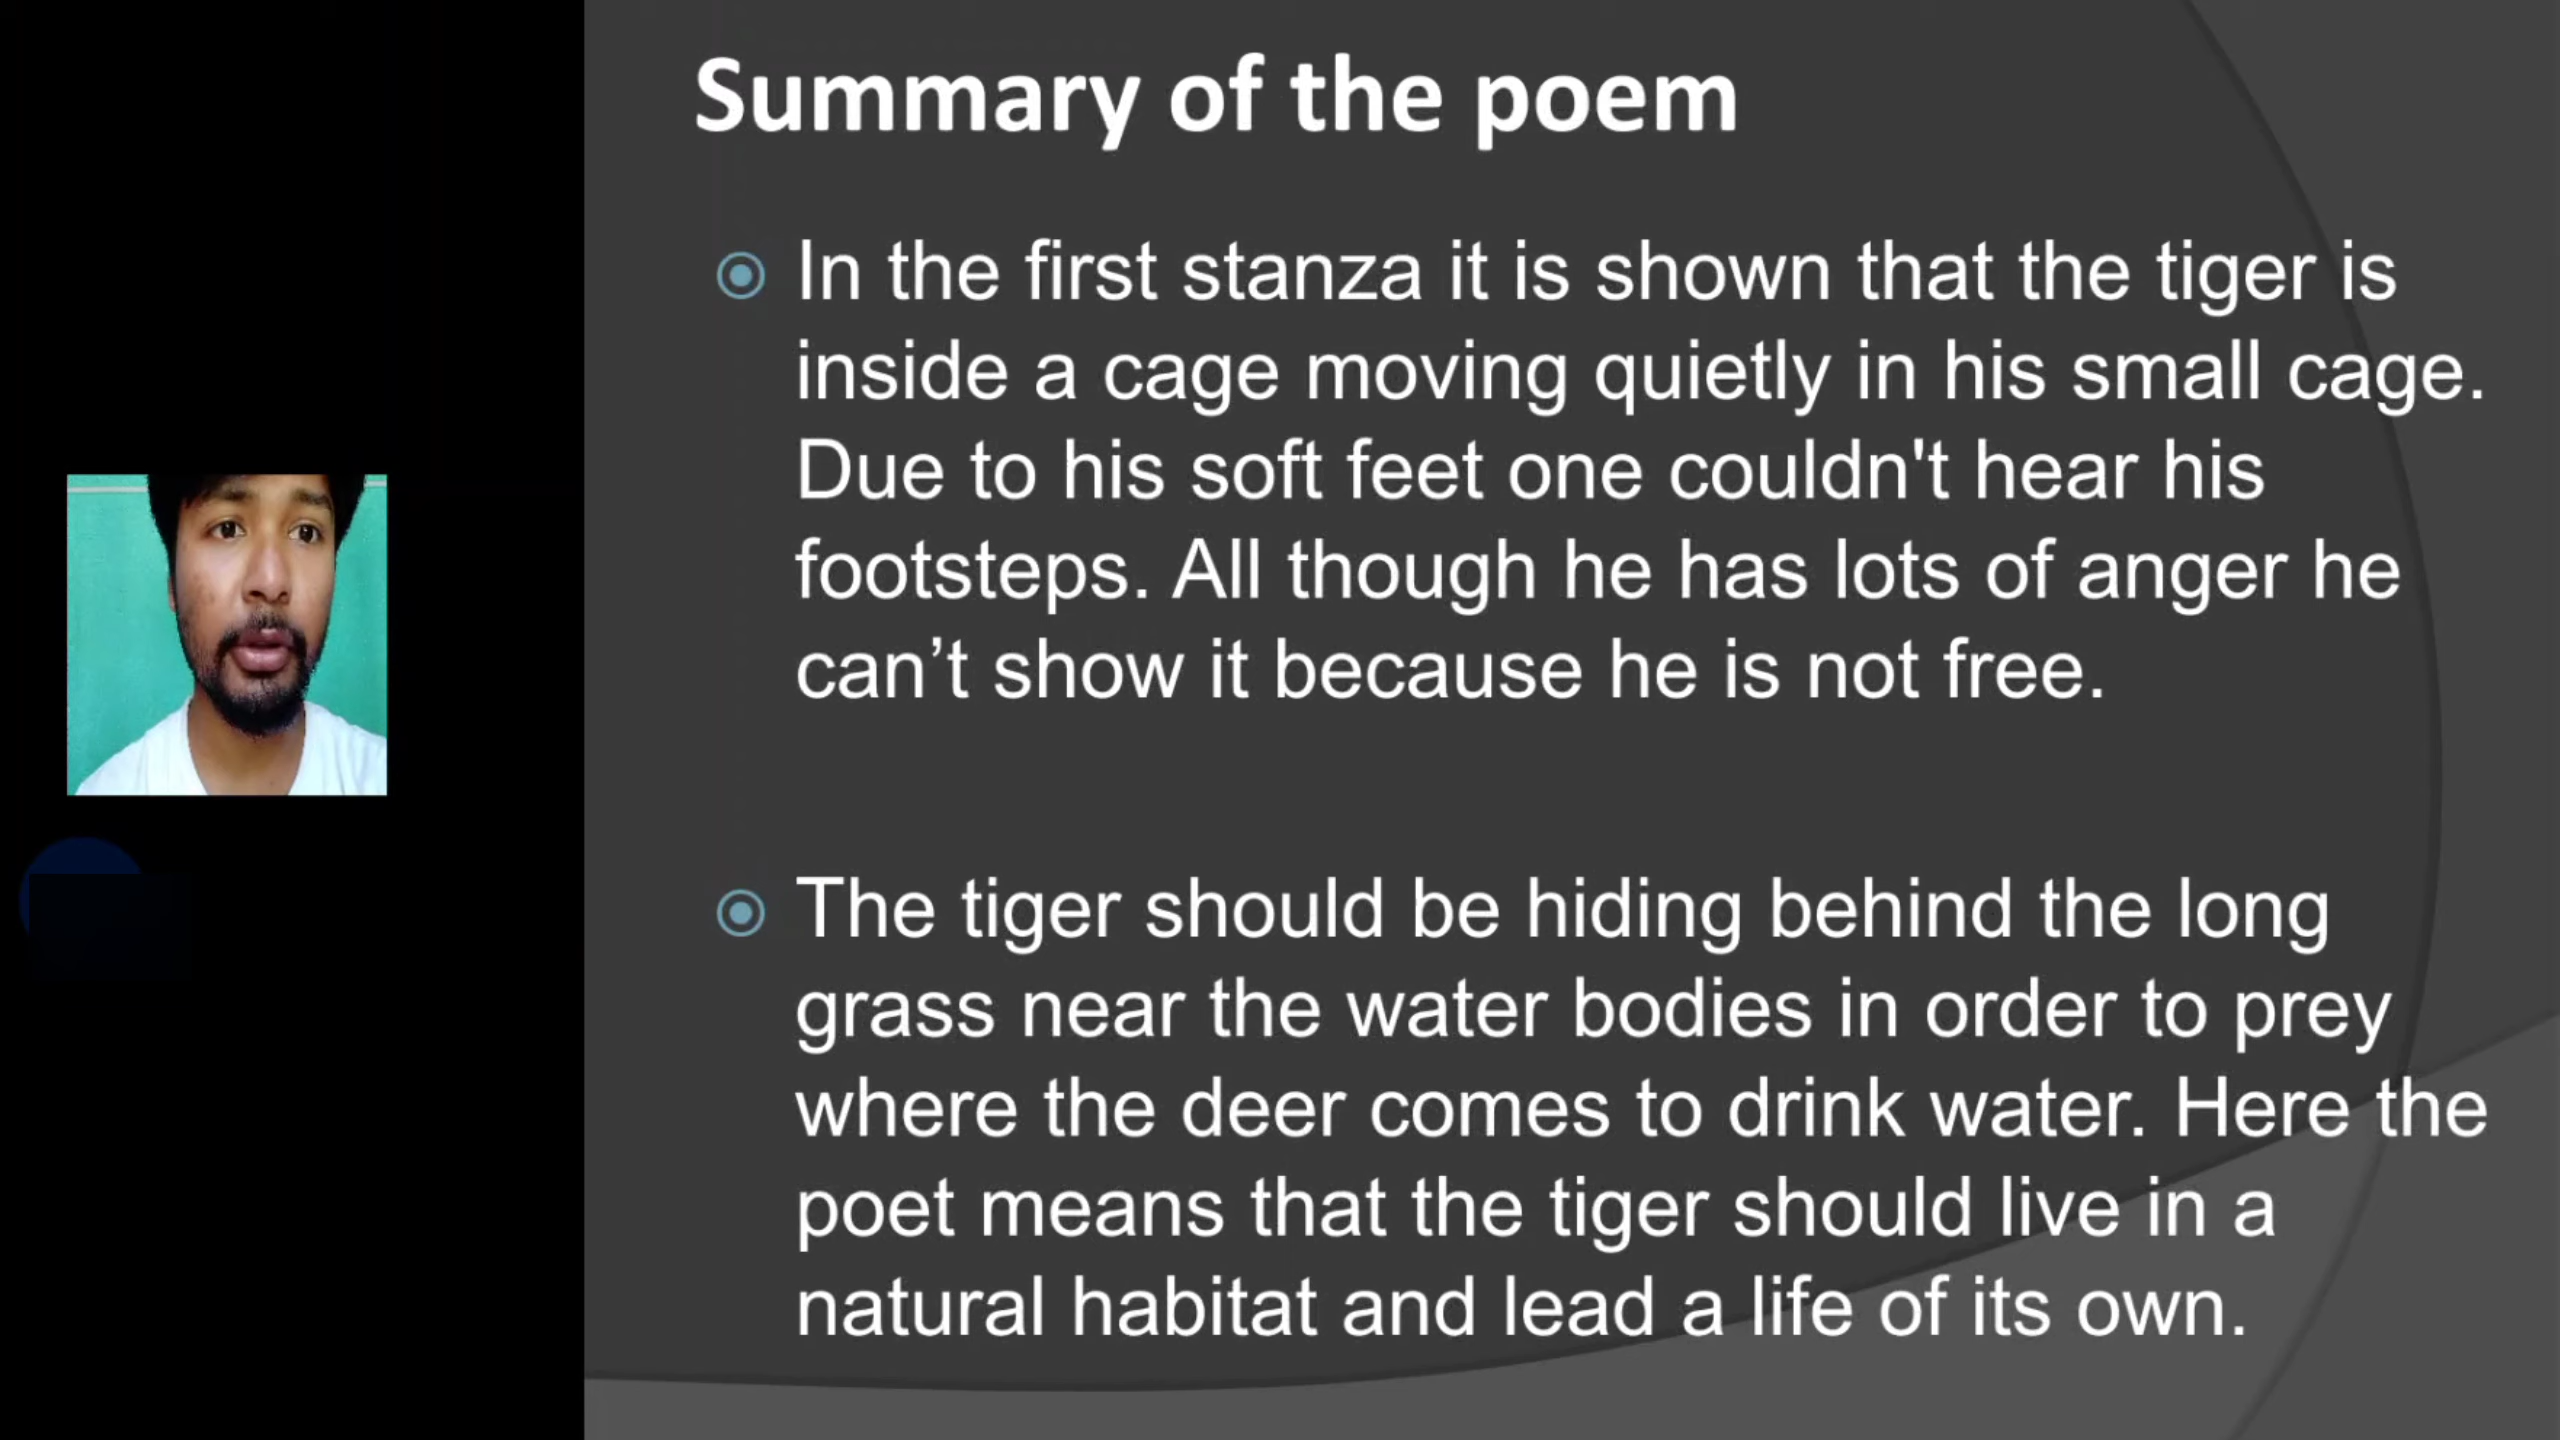 Summary of the poem
In the first stanza it is shown that the tiger is
inside a cage moving quietly in his small cage.
Due to his soft feet one couldn't hear his
footsteps. All though he has lots of anger he
can’t show it because he is not free.
The tiger should be hiding behind the long
grass near the water bodies in order to prey
where the deer comes to drink water. Here the
poet means that the tiger should live in a
natural habitat and lead a life of its own.